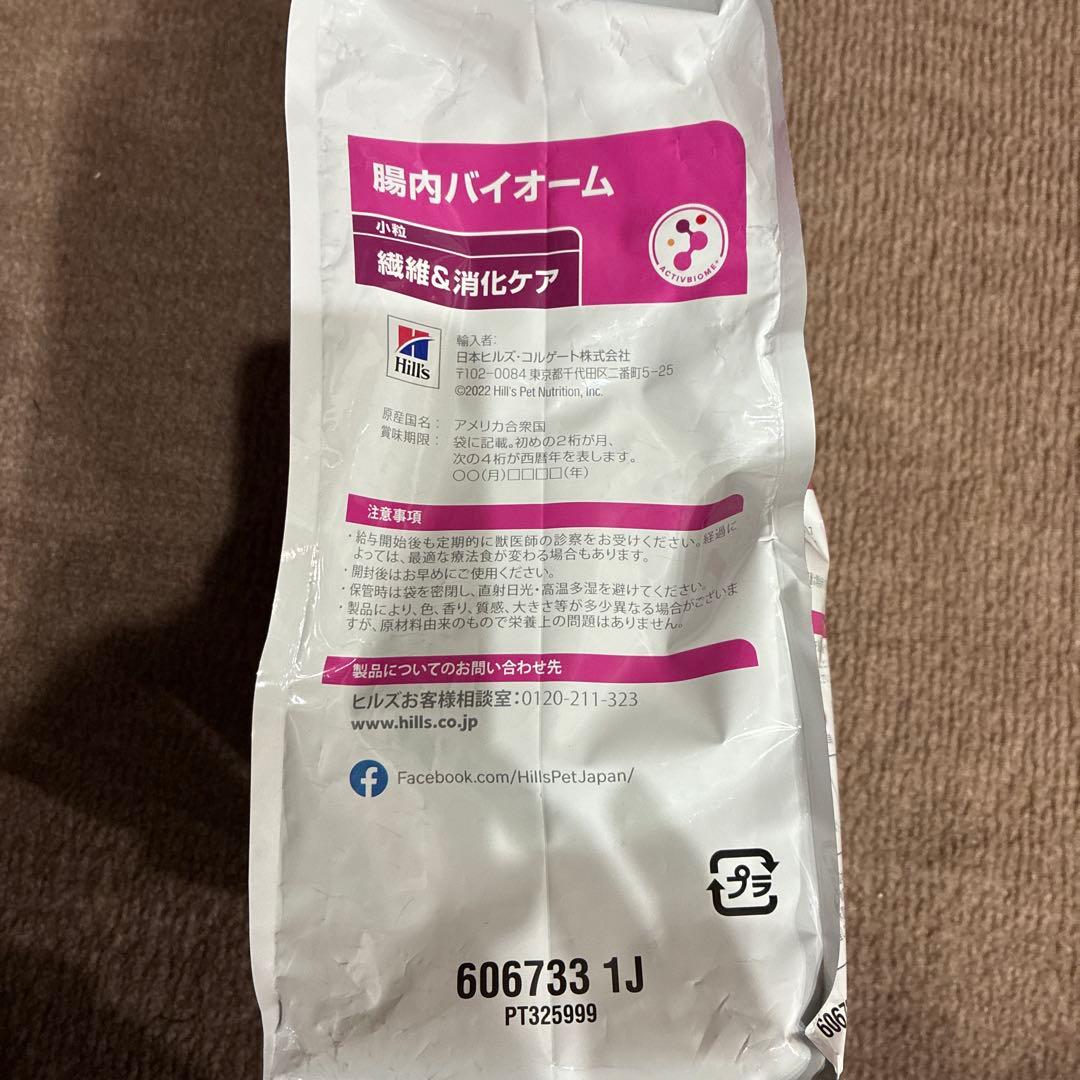 腸内バイオーム
小粒
繊維&消化ケア
ACTIVBIOME+
Hill's
輸入者:
日本ヒルズ・コルゲート株式会社
〒102-0084 東京都千代田区二番町5-25
©2022 Hill's Pet Nutrition, Inc.
原産国名: アメリカ合衆国
賞味期限: 袋に記載。初めの2桁が月、
次の4桁が西暦年を表します。
〇〇(月)□□□□(年)
注意事項
・給与開始後も定期的に獣医師の診察をお受けください。経過に
よっては、最適な療法食が変わる場合もあります。
・開封後はお早めにご使用ください。
・保管時は袋を密閉し、直射日光・高温多湿を避けてください。
・製品により、色、香り、質感、大きさ等が多少異なる場合がございま
すが、原材料由来のもので栄養上の問題はありません。
製品についてのお問い合わせ先
ヒルズお客様相談室:0120-211-323
www.hills.co.jp
Facebook.com/HillsPetJapan/
プラ
606733 1J
PT325999